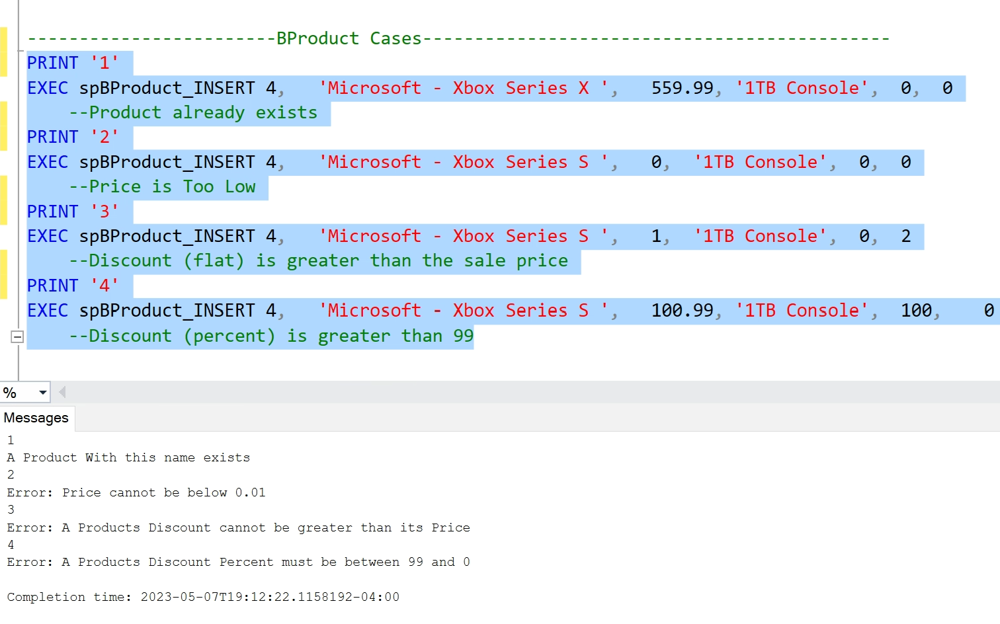 ------------------------BProduct Cases---------------------------------------------
PRINT '1'
EXEC spBProduct_INSERT 4, 'Microsoft - Xbox Series X ', 559.99, '1TB Console', 0, 0
--Product already exists
PRINT '2'
EXEC spBProduct_INSERT 4, 'Microsoft - Xbox Series S ', 0, '1TB Console', 0, 0
--Price is Too Low
PRINT '3'
EXEC spBProduct_INSERT 4, 'Microsoft - Xbox Series S ', 1, '1TB Console', 0, 2
--Discount (flat) is greater than the sale price
PRINT '4'
EXEC spBProduct_INSERT 4, 'Microsoft - Xbox Series S ', 100.99, '1TB Console', 100, 0
--Discount (percent) is greater than 99
%
Messages
1
A Product With this name exists
2
Error: Price cannot be below 0.01
3
Error: A Products Discount cannot be greater than its Price
4
Error: A Products Discount Percent must be between 99 and 0
Completion time: 2023-05-07T19:12:22.1158192-04:00